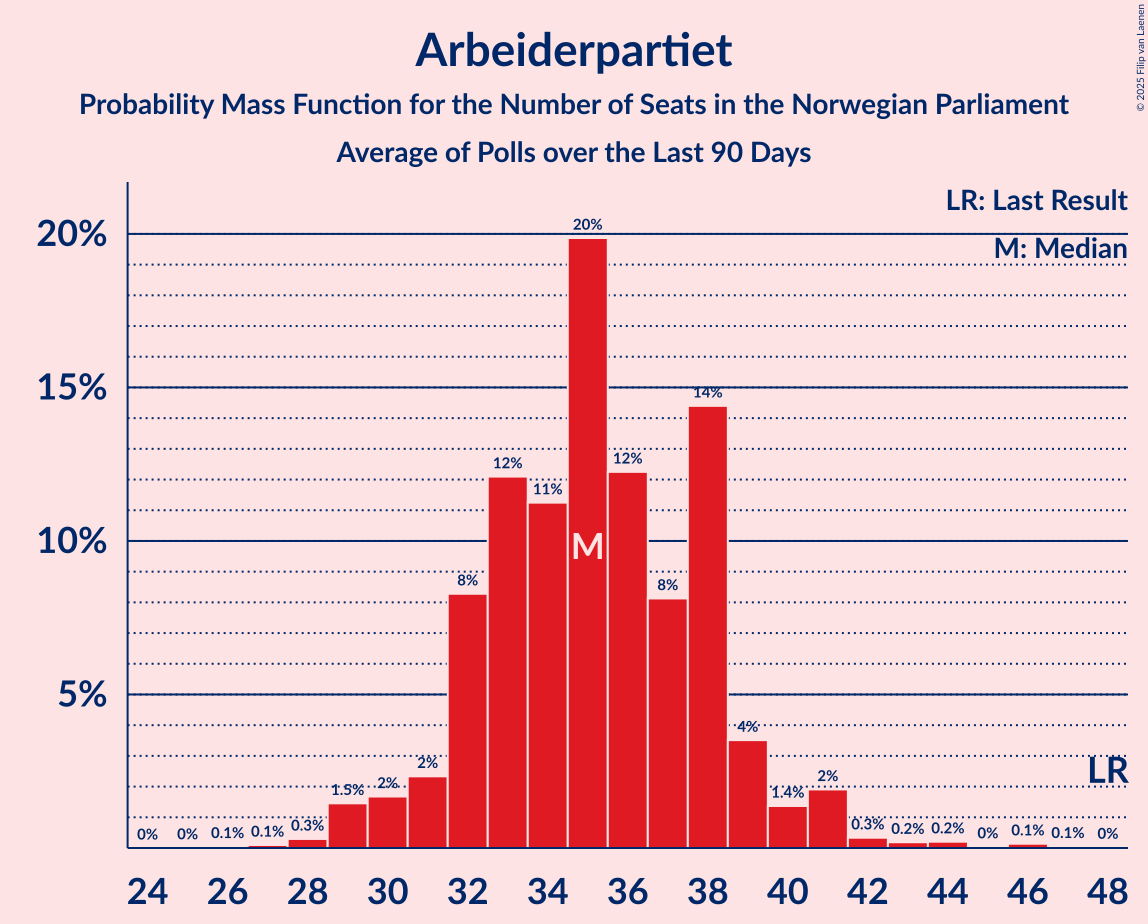 Arbeiderpartiet
Probability Mass Function for the Number of Seats in the Norwegian Parliament
Average of Polls over the Last 90 Days
© 2025 Filip van Laenen
LR: Last Result
M: Median
20%
15%
10%
5%
0% 0% 0.1% 0.1% 0.3% 1.5% 2% 2% 8% 12% 11% 20% 12% 8% 14% 4% 1.4% 2% 0.3% 0.2% 0.2% 0% 0.1% 0.1% 0%
M
LR
24 26 28 30 32 34 36 38 40 42 44 46 48